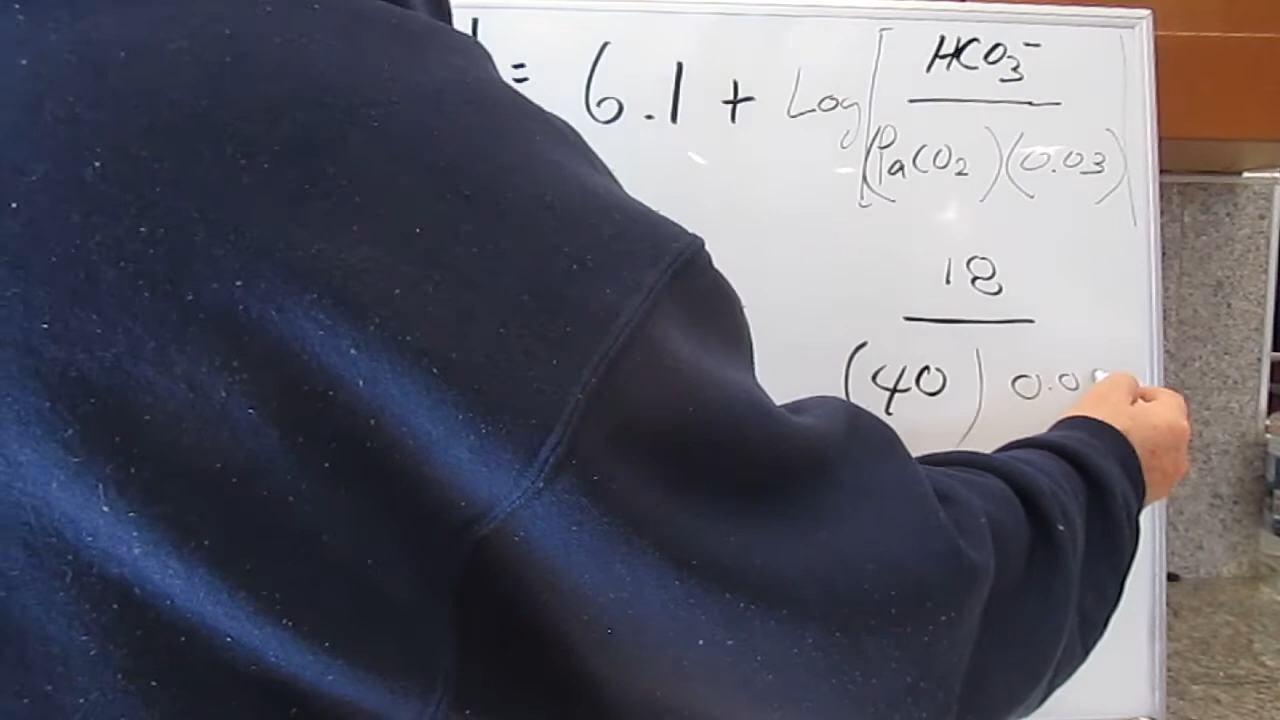 = 6.1 + Log[HCO3⁻
(PaCO2)(0.03)]
18
(40) 0.0